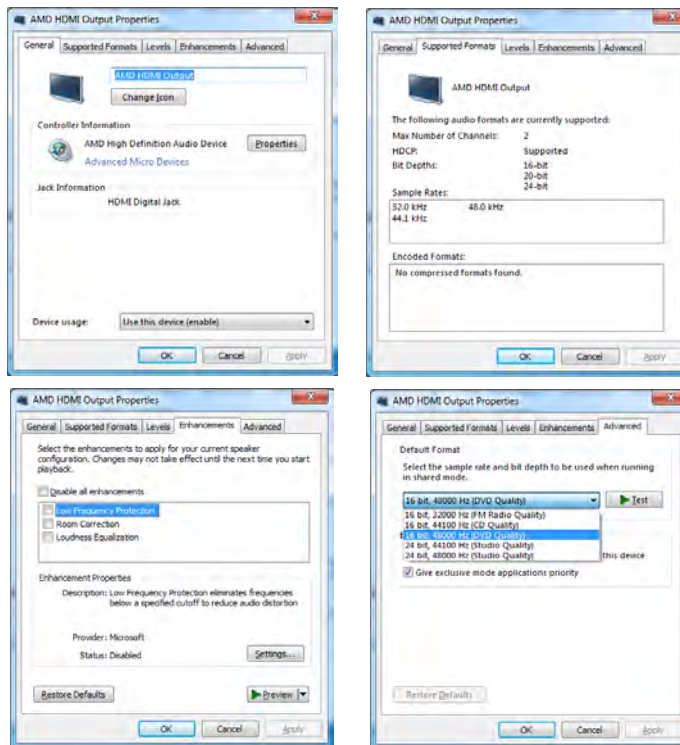 AMD HDMI Output Properties
General Supported Formats Levels Enhancements Advanced
AMD HDMI Output
Change Icon
Controller Information
AMD High Definition Audio Device
Properties
Advanced Micro Devices
Jack Information
HDMI Digital Jack
Device usage:
Use this device (enable)
OK Cancel Apply
AMD HDMI Output Properties
General Supported Formats Levels Enhancements Advanced
AMD HDMI Output
The following audio formats are currently supported:
Max Number of Channels: 2
HDCP: Supported
Bit Depths: 16-bit
20-bit
24-bit
Sample Rates:
32.0 kHz 48.0 kHz
44.1 kHz
Encoded Formats:
No compressed formats found.
OK Cancel Apply
AMD HDMI Output Properties
General Supported Formats Levels Enhancements Advanced
Select the enhancements to apply for your current speaker
configuration. Changes may not take effect until the next time you start
playback.
Disable all enhancements
Low Frequency Protection
Room Correction
Loudness Equalization
Enhancement Properties
Description: Low Frequency Protection eliminates frequencies
below a specified cutoff to reduce audio distortion
Provider: Microsoft
Status: Disabled
Settings...
Restore Defaults
Preview
OK Cancel Apply
AMD HDMI Output Properties
General Supported Formats Levels Enhancements Advanced
Default Format
Select the sample rate and bit depth to be used when running
in shared mode.
16 bit, 48000 Hz (DVD Quality)
Test
16 bit, 32000 Hz (FM Radio Quality)
16 bit, 44100 Hz (CD Quality)
16 bit, 48000 Hz (DVD Quality)
24 bit, 44100 Hz (Studio Quality)
24 bit, 48000 Hz (Studio Quality)
this device
Give exclusive mode applications priority
Restore Defaults
OK Cancel Apply